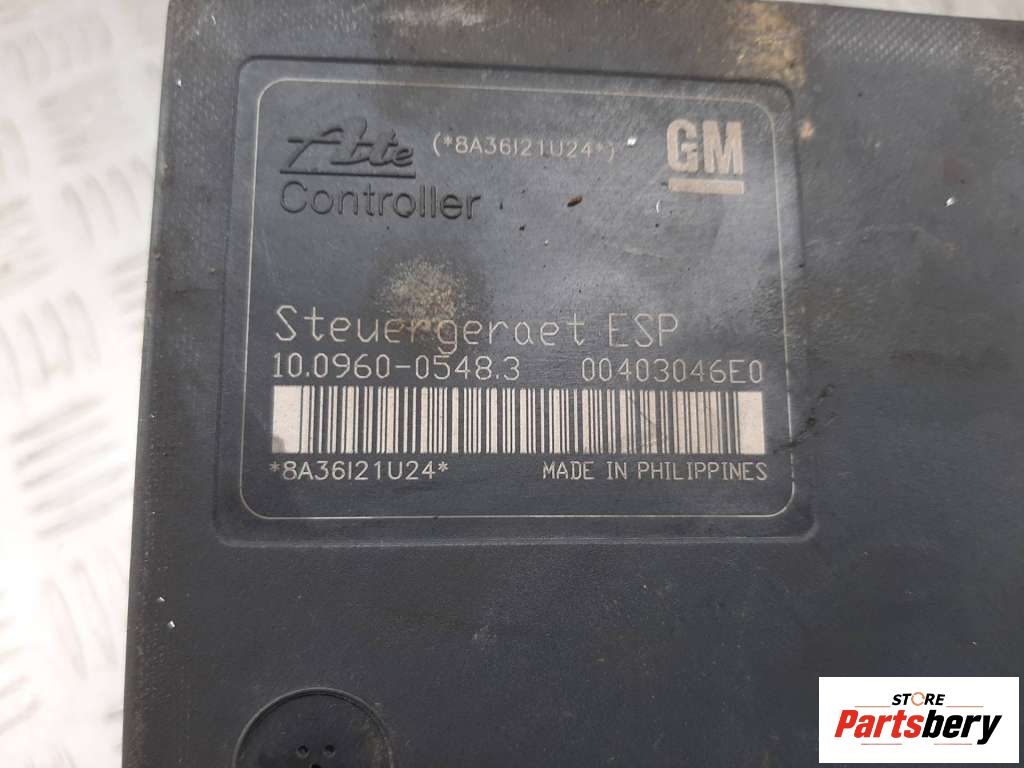 Ate (*8A36I21U24*) GM
Controller
Steuergeraet ESP
10.0960-0548.3 00403046E0
*8A36I21U24* MADE IN PHILIPPINES
STORE
Partsbery